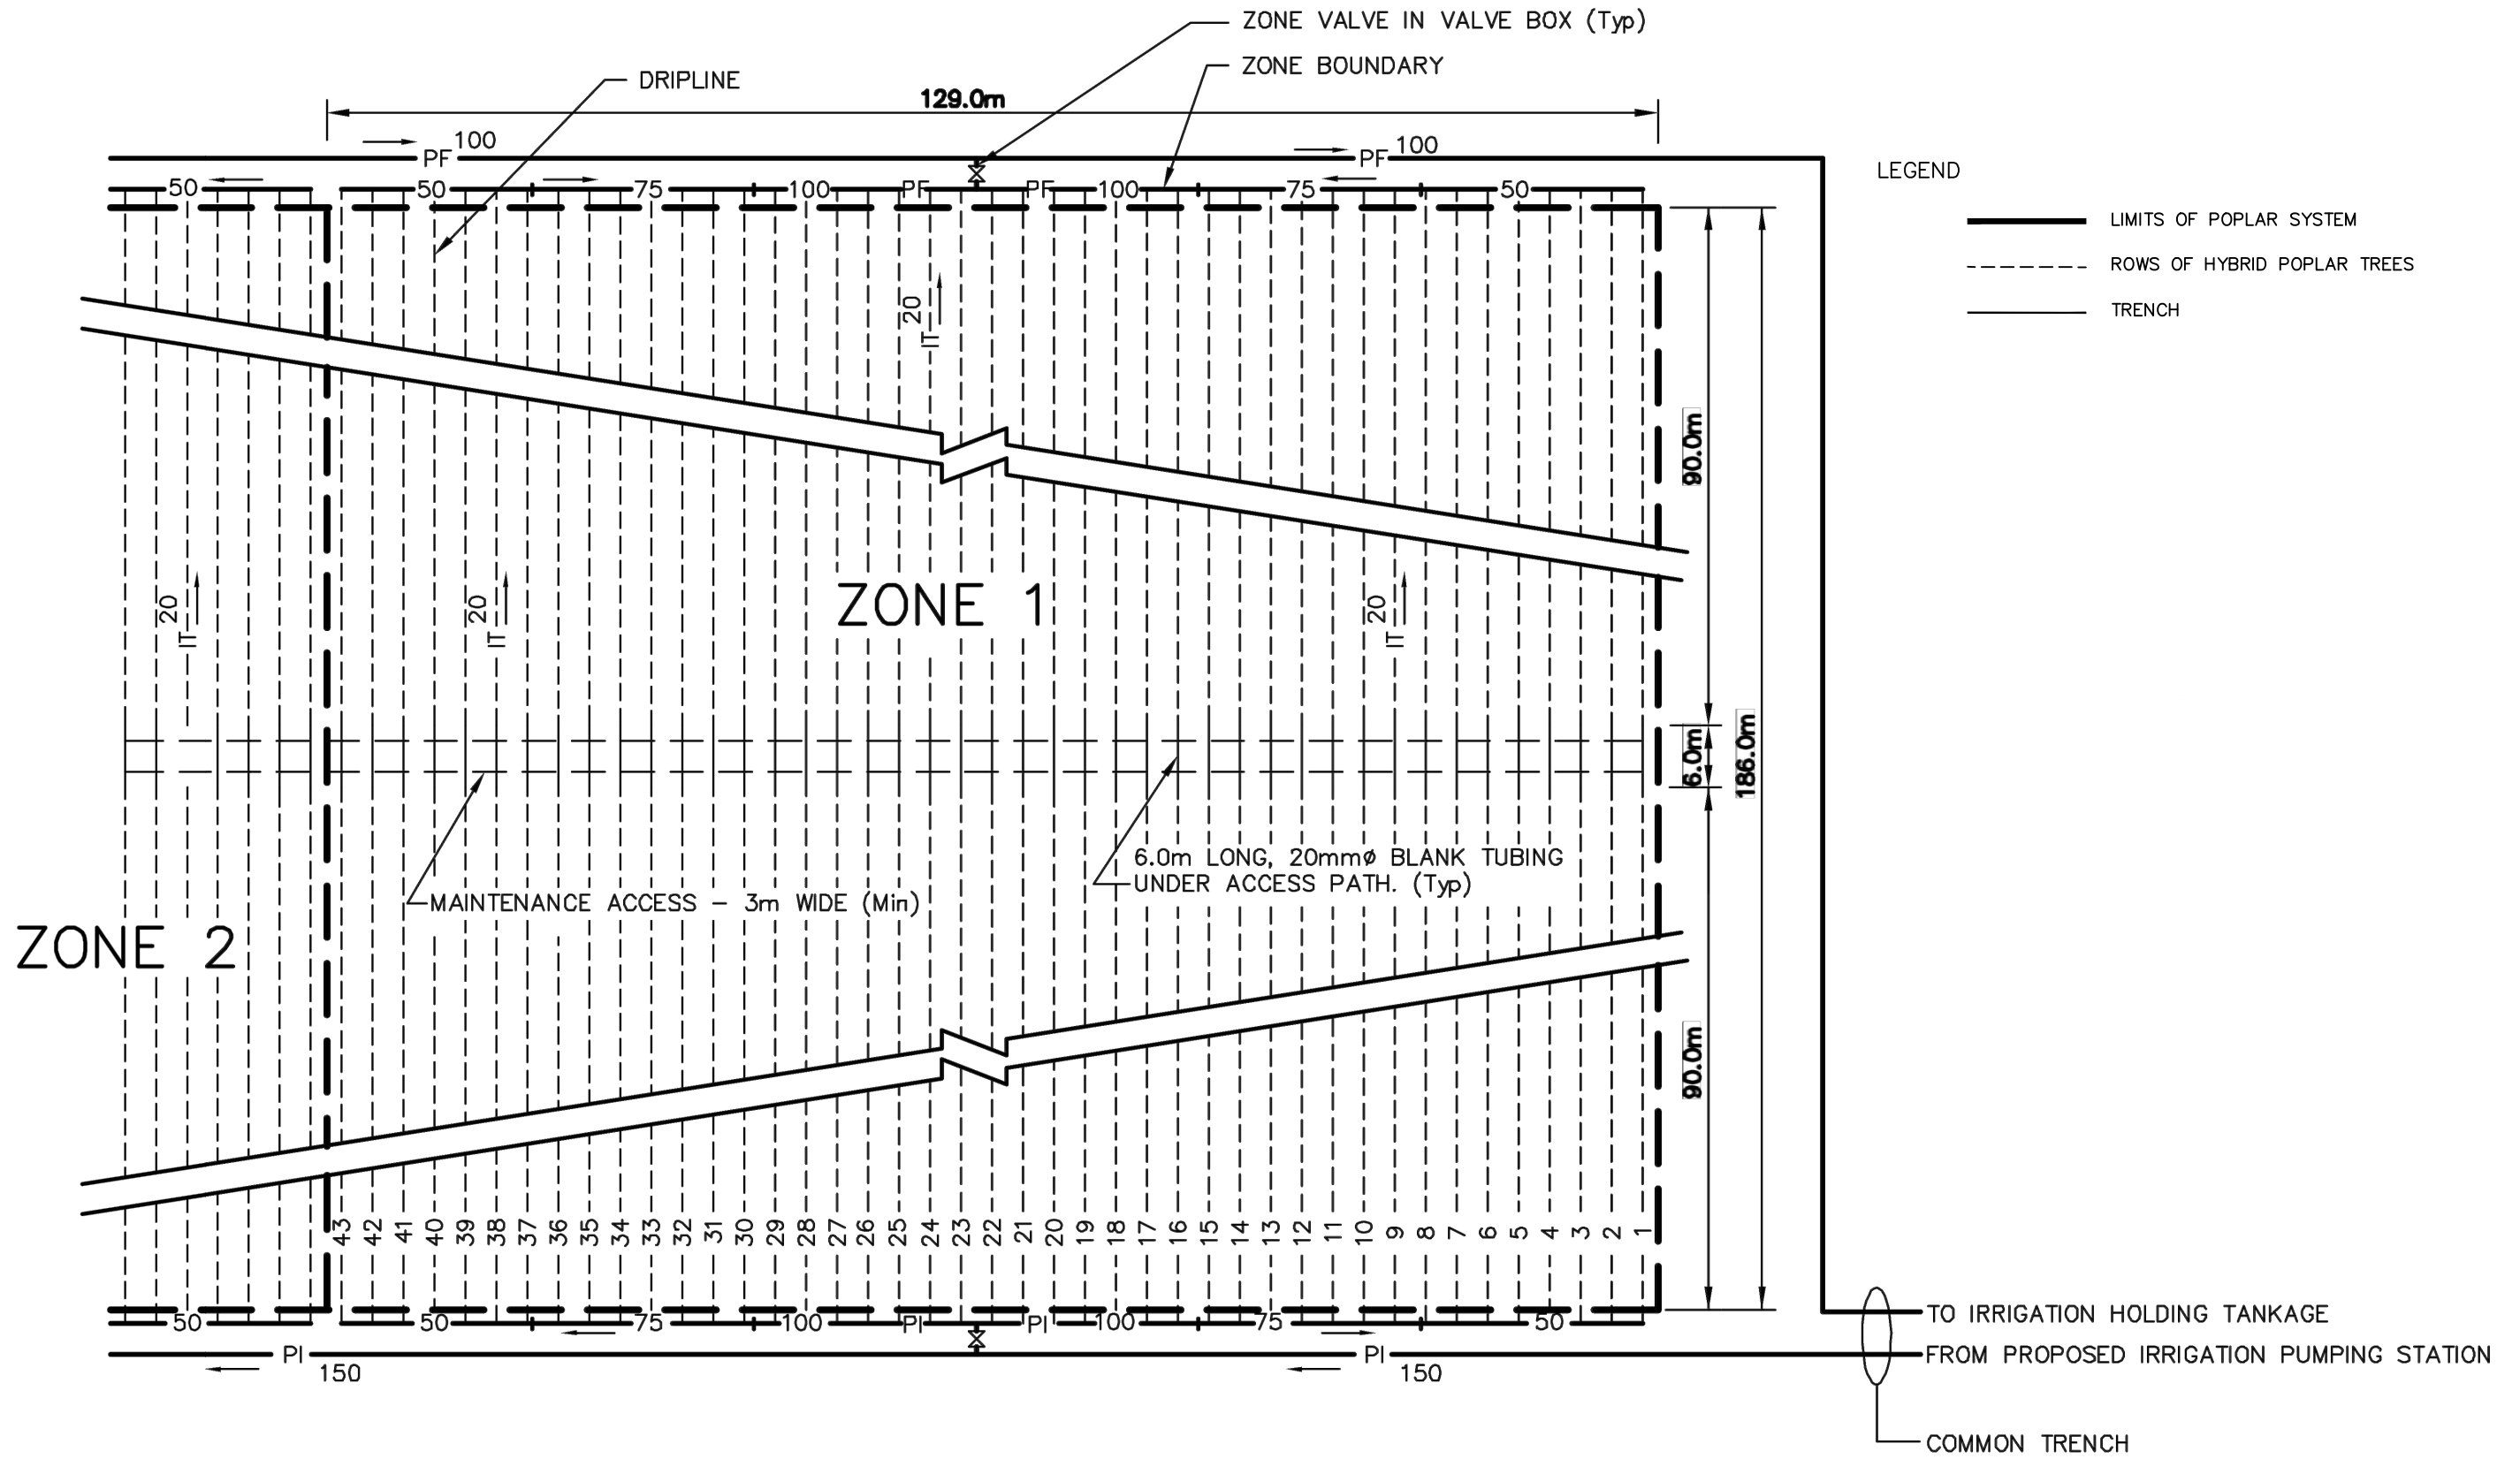 ZONE VALVE IN VALVE BOX (Typ)
ZONE BOUNDARY
DRIPLINE
129.0m
100
PF
PF
100
50
50
75
100
PF
PF
100
75
50
LEGEND
LIMITS OF POPLAR SYSTEM
ROWS OF HYBRID POPLAR TREES
TRENCH
IT 20
90.0m
ZONE 1
IT 20
IT 20
IT 20
6.0m
186.0m
6.0m LONG, 20mmø BLANK TUBING
UNDER ACCESS PATH. (Typ)
MAINTENANCE ACCESS - 3m WIDE (Min)
ZONE 2
90.0m
43 42 41 40 39 38 37 36 35 34 33 32 31 30 29 28 27 26 25 24 23 22 21 20 19 18 17 16 15 14 13 12 11 10 9 8 7 6 5 4 3 2 1
50
50
75
100
PI
PI
100
75
50
PI
150
PI
150
TO IRRIGATION HOLDING TANKAGE
FROM PROPOSED IRRIGATION PUMPING STATION
COMMON TRENCH